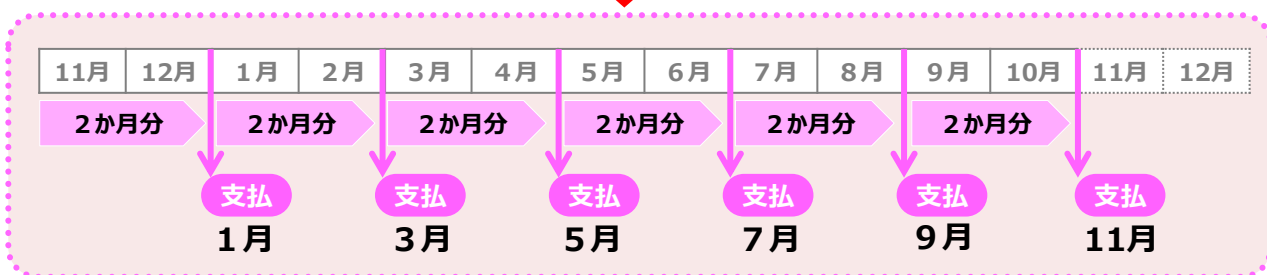 11月 12月 1月 2月 3月 4月 5月 6月 7月 8月 9月 10月 11月 12月
2か月分 2か月分 2か月分 2か月分 2か月分 2か月分
支払 支払 支払 支払 支払 支払
1月 3月 5月 7月 9月 11月